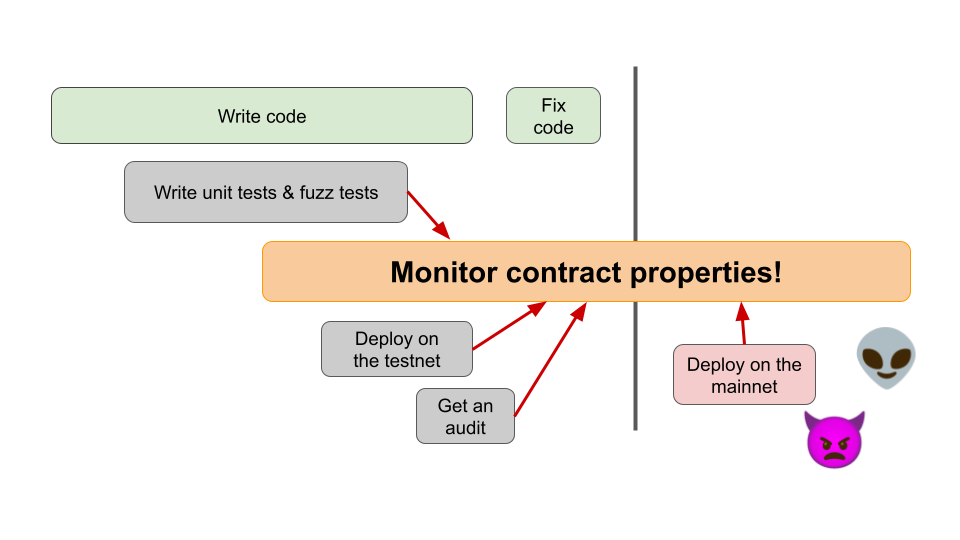 Write code
Fix
code
Write unit tests & fuzz tests
Monitor contract properties!
Deploy on
the testnet
Get an
audit
Deploy on the
mainnet